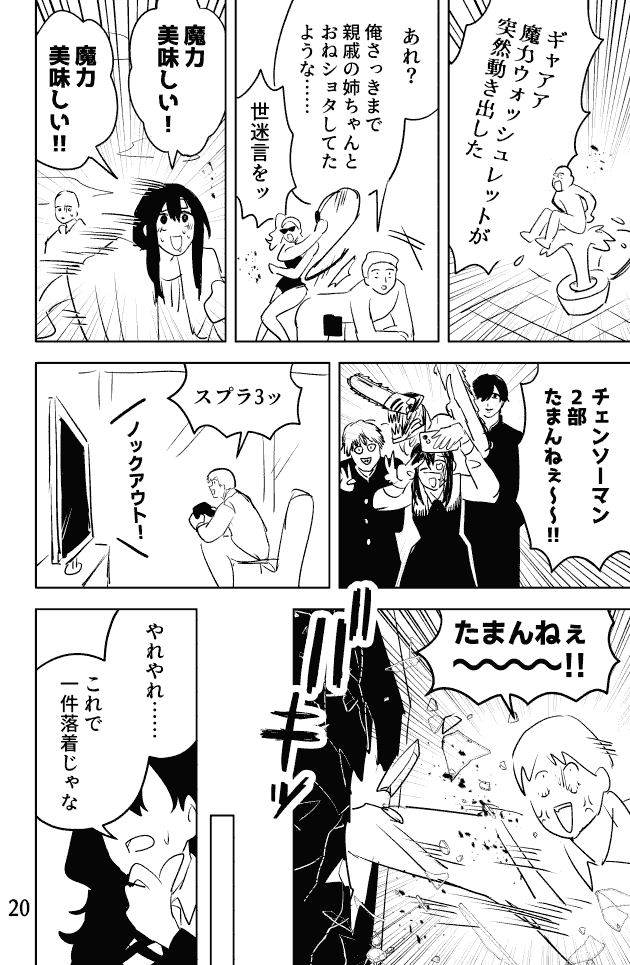 ギャアア
魔力ウォッシュレットが
突然動き出した
あれ？
俺さっきまで
親戚の姉ちゃんと
おねショタしてた
ような……
世迷言をッ
魔力
美味しい！
魔力
美味しい!!
チェンソーマン
2部
たまんねぇ〜〜!!
スプラ3ッ
ノックアウト！
たまんねぇ
〜〜〜〜!!
バキッ
やれやれ……
これで
一件落着じゃな
20